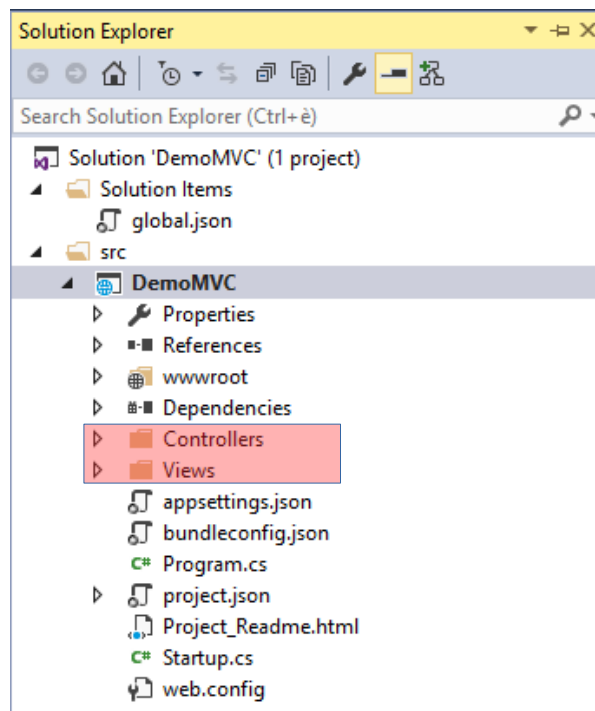 Solution Explorer
Search Solution Explorer (Ctrl+è)
Solution 'DemoMVC' (1 project)
Solution Items
global.json
src
DemoMVC
Properties
References
wwwroot
Dependencies
Controllers
Views
appsettings.json
bundleconfig.json
C# Program.cs
project.json
Project_Readme.html
C# Startup.cs
web.config